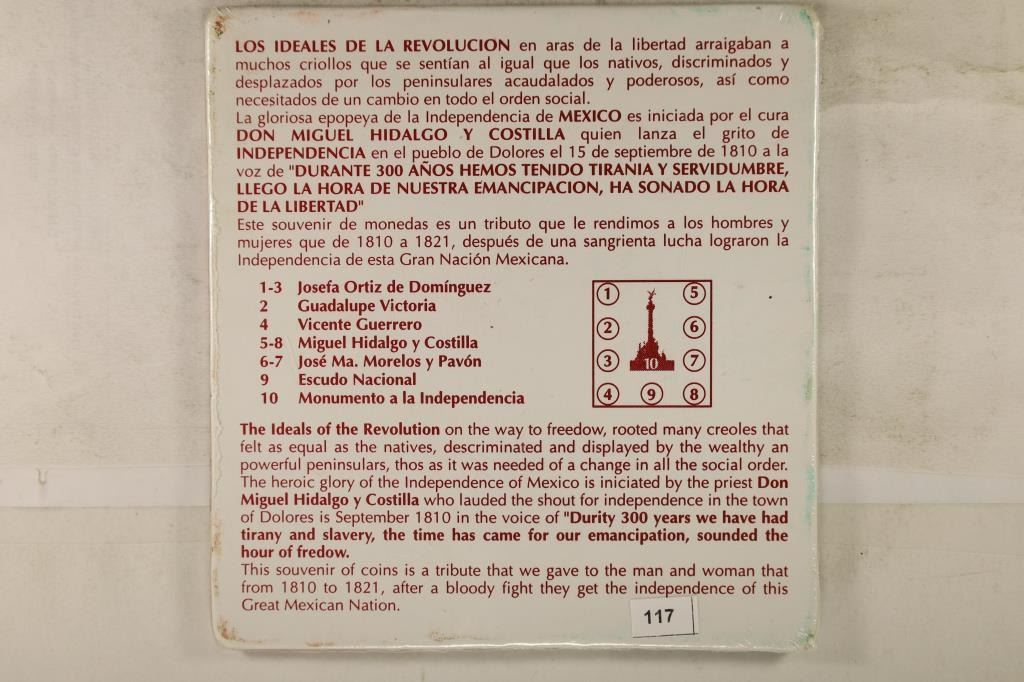 LOS IDEALES DE LA REVOLUCION en aras de la libertad arraigaban a
muchos criollos que se sentían al igual que los nativos, discriminados y
desplazados por los peninsulares acaudalados y poderosos, así como
necesitados de un cambio en todo el orden social.
La gloriosa epopeya de la Independencia de MEXICO es iniciada por el cura
DON MIGUEL HIDALGO Y COSTILLA quien lanza el grito de
INDEPENDENCIA en el pueblo de Dolores el 15 de septiembre de 1810 a la
voz de "DURANTE 300 AÑOS HEMOS TENIDO TIRANIA Y SERVIDUMBRE,
LLEGO LA HORA DE NUESTRA EMANCIPACION, HA SONADO LA HORA
DE LA LIBERTAD"
Este souvenir de monedas es un tributo que le rendimos a los hombres y
mujeres que de 1810 a 1821, después de una sangrienta lucha lograron la
Independencia de esta Gran Nación Mexicana.
1-3 Josefa Ortiz de Domínguez
2 Guadalupe Victoria
4 Vicente Guerrero
5-8 Miguel Hidalgo y Costilla
6-7 José Ma. Morelos y Pavón
9 Escudo Nacional
10 Monumento a la Independencia
1 5
2 6
3 10 7
4 9 8
The Ideals of the Revolution on the way to freedow, rooted many creoles that
felt as equal as the natives, descriminated and displayed by the wealthy an
powerful peninsulars, thos as it was needed of a change in all the social order.
The heroic glory of the Independence of Mexico is iniciated by the priest Don
Miguel Hidalgo y Costilla who lauded the shout for independence in the town
of Dolores is September 1810 in the voice of "Durity 300 years we have had
tirany and slavery, the time has came for our emancipation, sounded the
hour of fredow.
This souvenir of coins is a tribute that we gave to the man and woman that
from 1810 to 1821, after a bloody fight they get the independence of this
Great Mexican Nation.
117